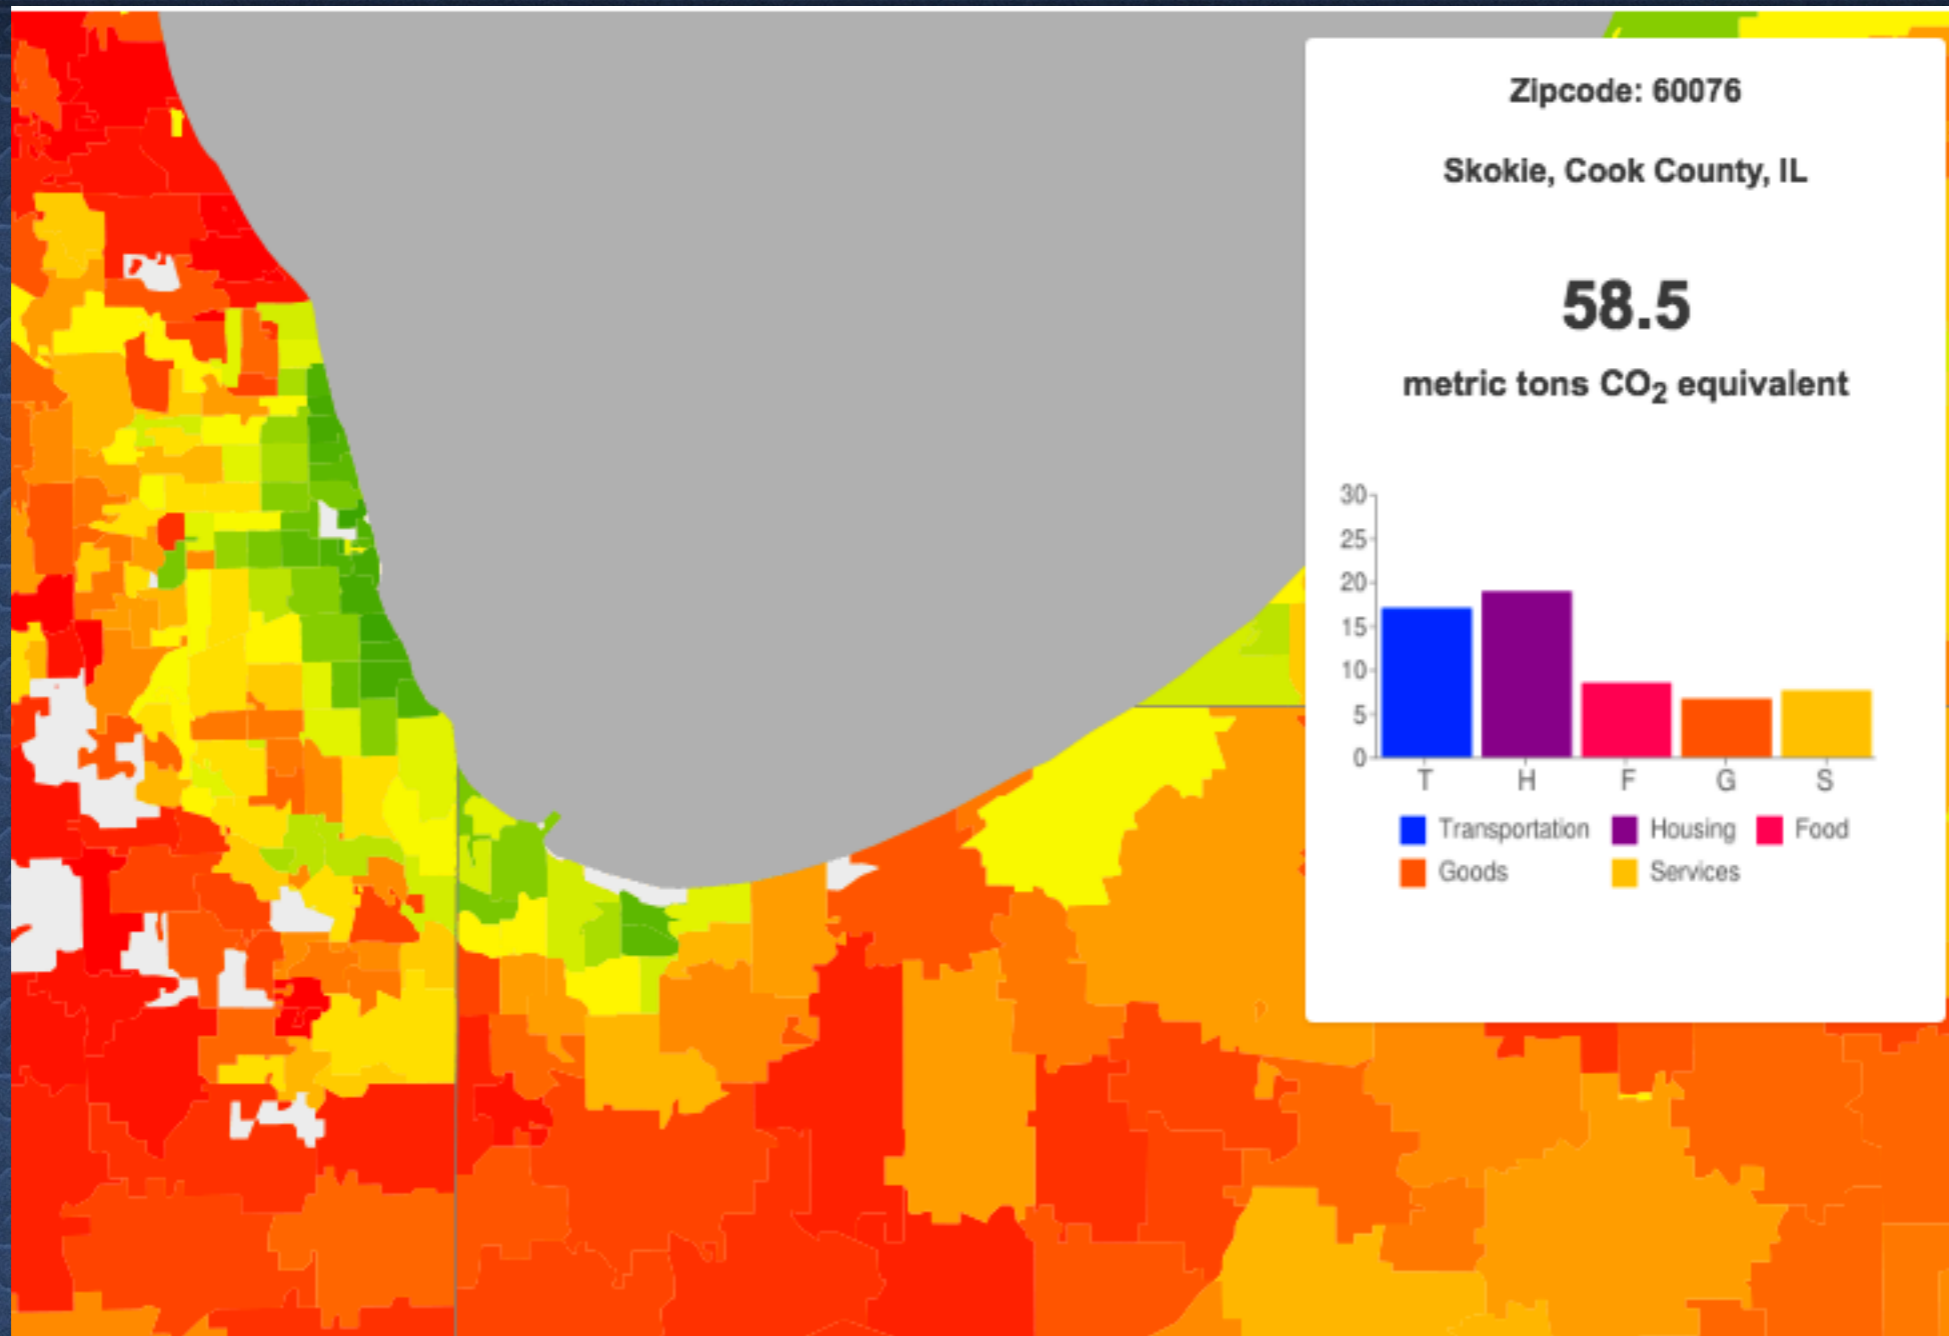 Zipcode: 60076
Skokie, Cook County, IL
58.5
metric tons CO₂ equivalent
30
25
20
15
10
5
0
T H F G S
Transportation Housing Food
Goods Services